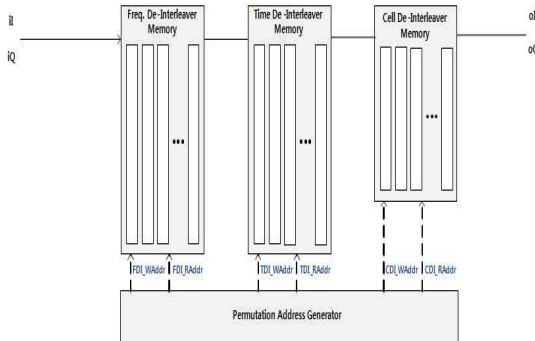 iI
iQ
Freq. De-Interleaver
Memory
Time De-Interleaver
Memory
Cell De-Interleaver
Memory
FDI_WAddr
FDI_RAddr
TDI_WAddr
TDI_RAddr
CDI_WAddr
CDI_RAddr
Permutation Address Generator